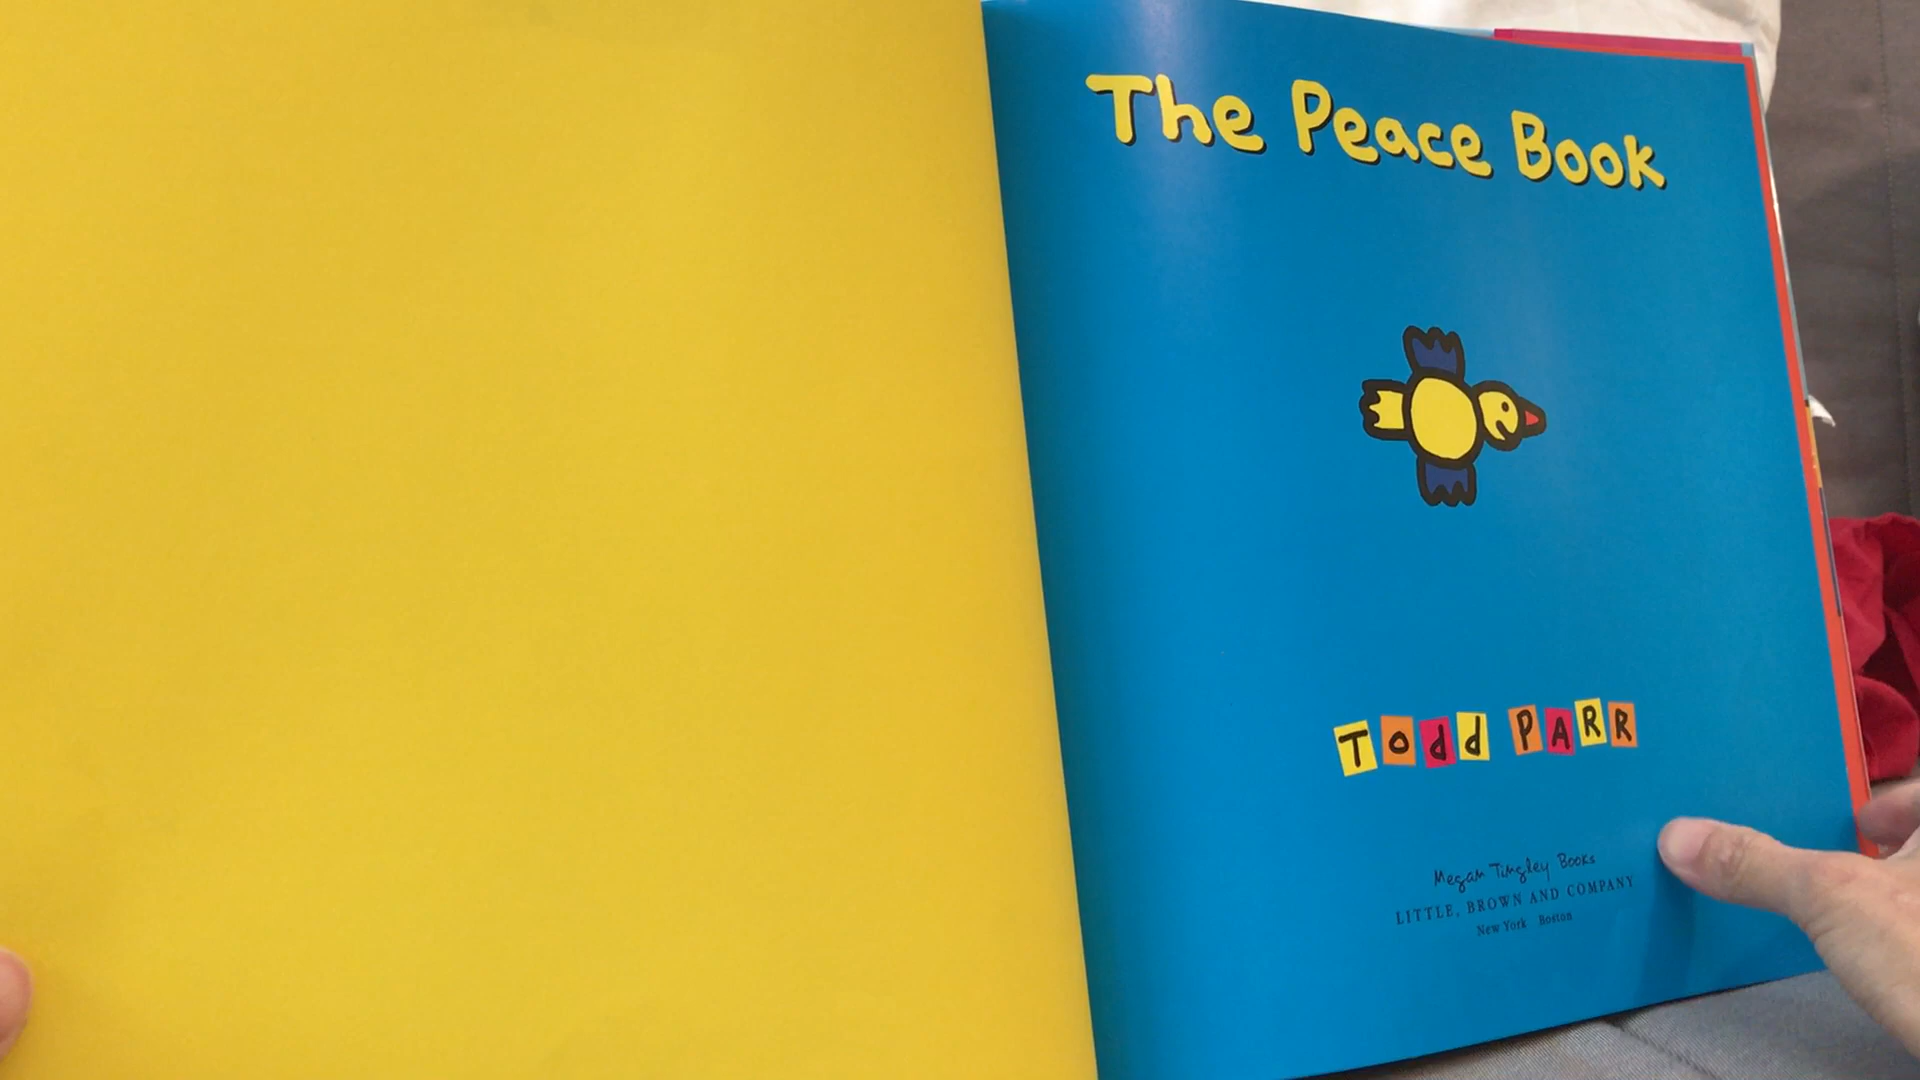 The Peace Book
Todd PARR
Megan Tingley Books
LITTLE, BROWN AND COMPANY
New York Boston